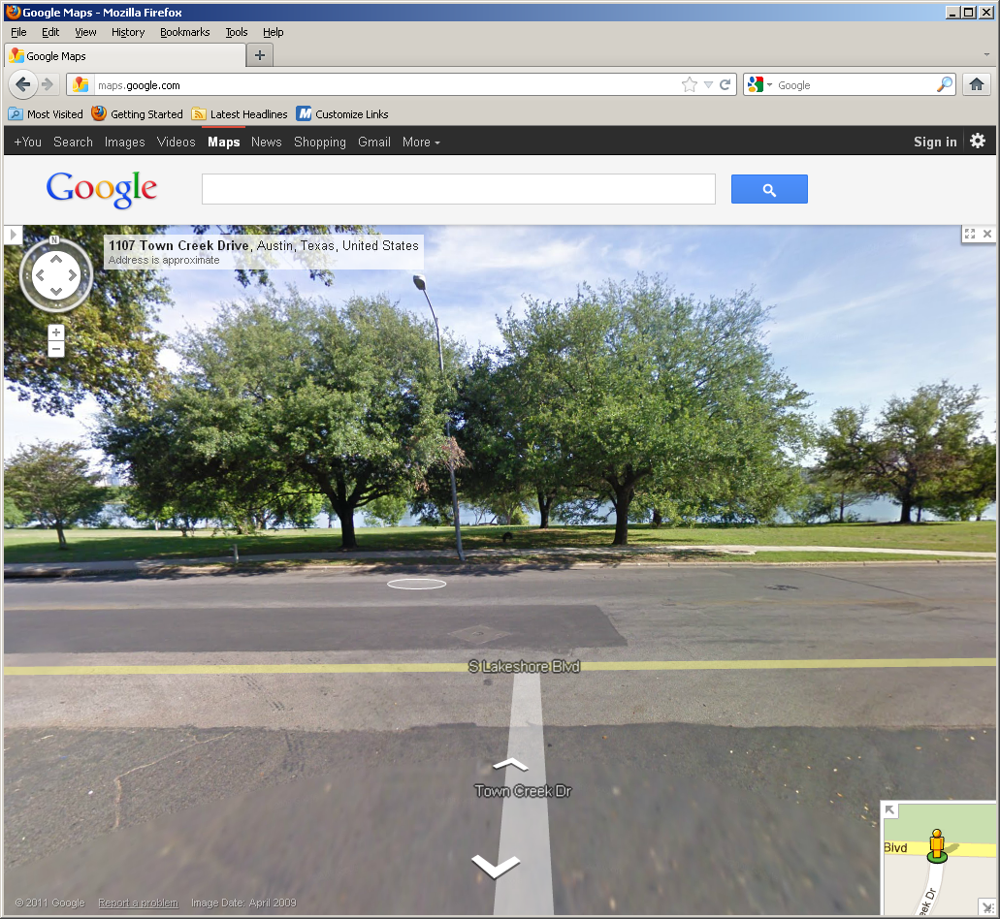 Google Maps - Mozilla Firefox
File Edit View History Bookmarks Tools Help
Google Maps
maps.google.com
Google
Most Visited Getting Started Latest Headlines Customize Links
+You Search Images Videos Maps News Shopping Gmail More Sign in
Google
N
1107 Town Creek Drive, Austin, Texas, United States
Address is approximate
S Lakeshore Blvd
Town Creek Dr
Blvd
eek Dr
© 2011 Google Report a problem Image Date: April 2009